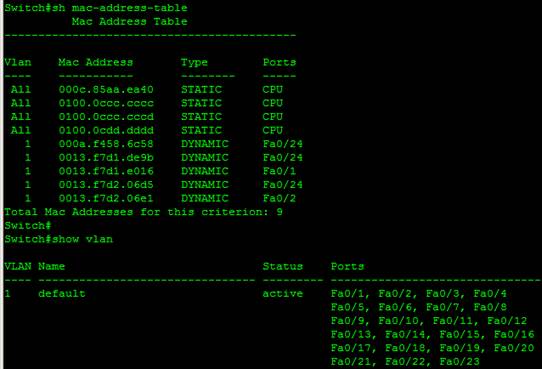 Switch#sh mac-address-table
          Mac Address Table
-------------------------------------------

Vlan    Mac Address       Type        Ports
----    -----------       --------    -----
 All    000c.85aa.ea40    STATIC      CPU
 All    0100.0ccc.cccc    STATIC      CPU
 All    0100.0ccc.cccd    STATIC      CPU
 All    0100.0cdd.dddd    STATIC      CPU
   1    000a.f458.6c58    DYNAMIC     Fa0/24
   1    0013.f7d1.de9b    DYNAMIC     Fa0/24
   1    0013.f7d1.e016    DYNAMIC     Fa0/1
   1    0013.f7d2.06d5    DYNAMIC     Fa0/24
   1    0013.f7d2.06e1    DYNAMIC     Fa0/2
Total Mac Addresses for this criterion: 9
Switch#
Switch#show vlan

VLAN Name                             Status    Ports
---- -------------------------------- --------- -------------------------------
1    default                          active    Fa0/1, Fa0/2, Fa0/3, Fa0/4
                                                Fa0/5, Fa0/6, Fa0/7, Fa0/8
                                                Fa0/9, Fa0/10, Fa0/11, Fa0/12
                                                Fa0/13, Fa0/14, Fa0/15, Fa0/16
                                                Fa0/17, Fa0/18, Fa0/19, Fa0/20
                                                Fa0/21, Fa0/22, Fa0/23